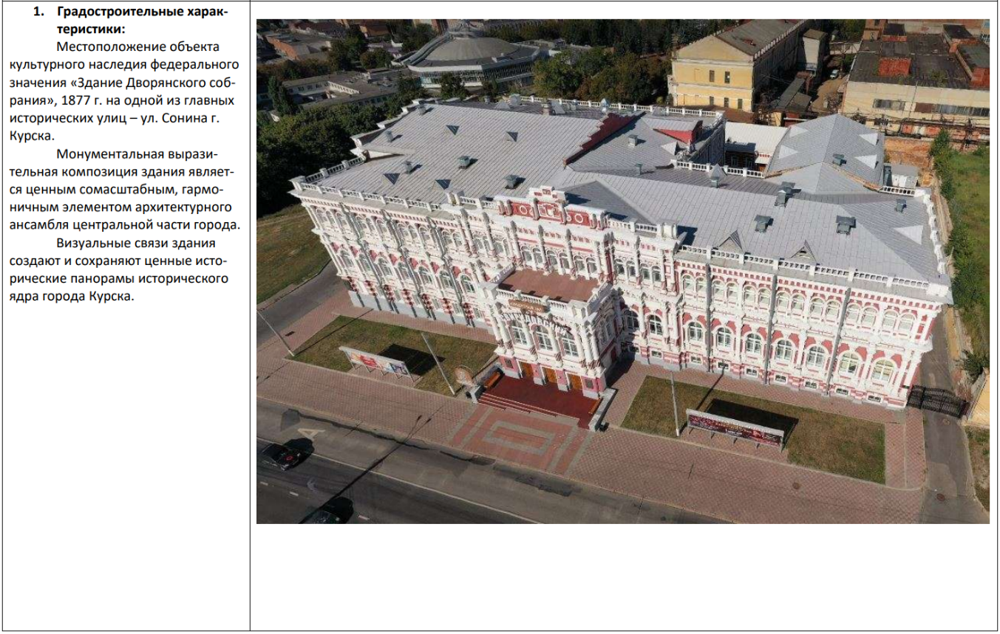 1. Градостроительные харак-
теристики:
Местоположение объекта
культурного наследия федерального
значения «Здание Дворянского соб-
рания», 1877 г. на одной из главных
исторических улиц – ул. Сонина г.
Курска.
Монументальная вырази-
тельная композиция здания являет-
ся ценным сомасштабным, гармо-
ничным элементом архитектурного
ансамбля центральной части города.
Визуальные связи здания
создают и сохраняют ценные исто-
рические панорамы исторического
ядра города Курска.